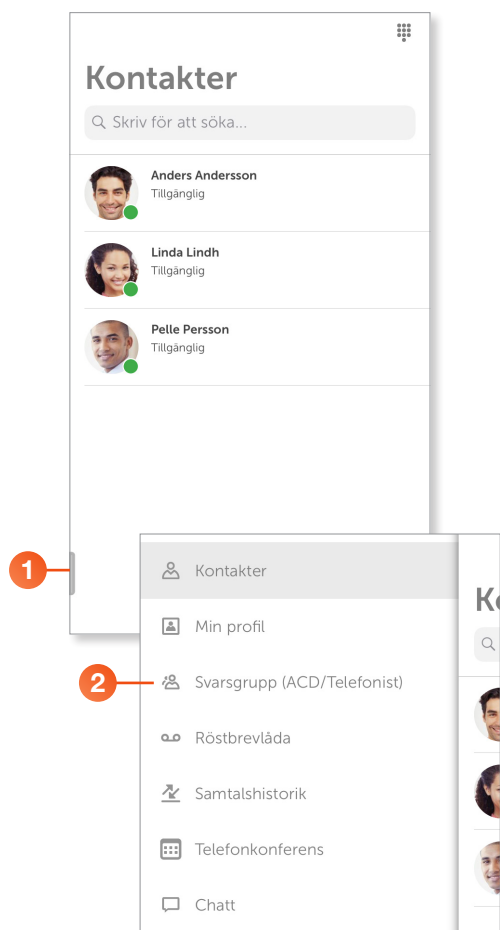 Kontakter
Skriv för att söka...
Anders Andersson
Tillgänglig
Linda Lindh
Tillgänglig
Pelle Persson
Tillgänglig
1
Kontakter
Min profil
2
Svarsgrupp (ACD/Telefonist)
Röstbrevlåda
Samtalshistorik
Telefonkonferens
Chatt